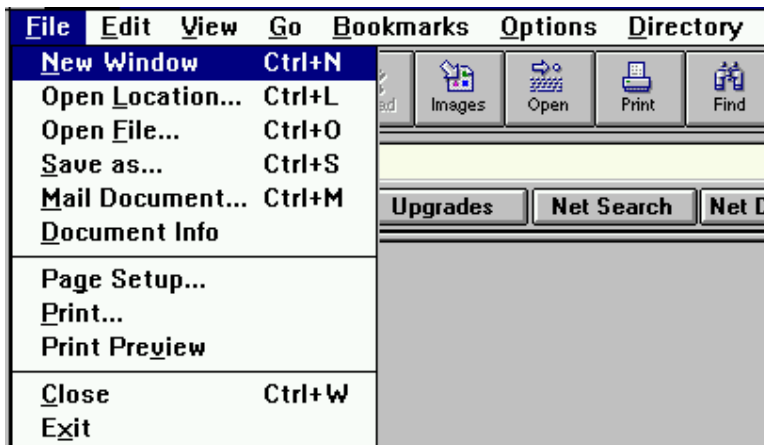 File Edit View Go Bookmarks Options Directory
New Window Ctrl+N
Open Location... Ctrl+L
Open File... Ctrl+O
Save as... Ctrl+S
Mail Document... Ctrl+M
Document Info
Page Setup...
Print...
Print Preview
Close Ctrl+W
Exit
Images Open Print Find
Upgrades Net Search Net